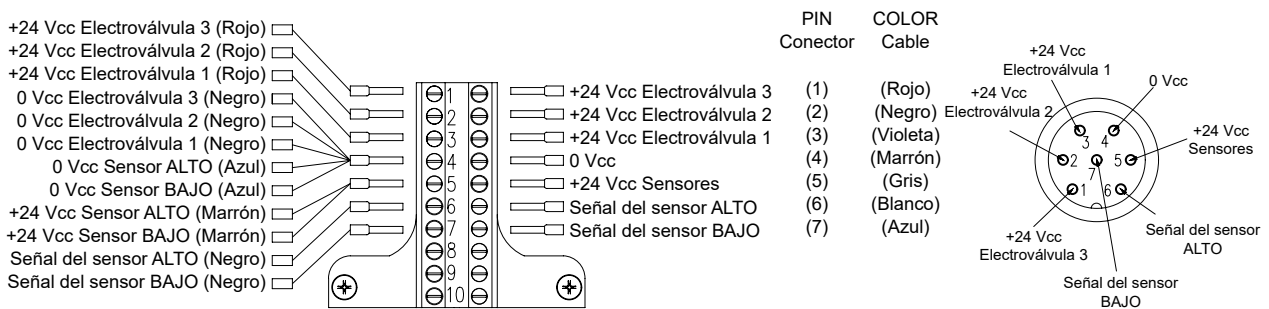 +24 Vcc Electroválvula 3 (Rojo)
+24 Vcc Electroválvula 2 (Rojo)
+24 Vcc Electroválvula 1 (Rojo)
0 Vcc Electroválvula 3 (Negro)
0 Vcc Electroválvula 2 (Negro)
0 Vcc Electroválvula 1 (Negro)
0 Vcc Sensor ALTO (Azul)
0 Vcc Sensor BAJO (Azul)
+24 Vcc Sensor ALTO (Marrón)
+24 Vcc Sensor BAJO (Marrón)
Señal del sensor ALTO (Negro)
Señal del sensor BAJO (Negro)
1
2
3
4
5
6
7
8
9
10
PIN COLOR
Conector Cable
+24 Vcc Electroválvula 3 (1) (Rojo)
+24 Vcc Electroválvula 2 (2) (Negro)
+24 Vcc Electroválvula 1 (3) (Violeta)
0 Vcc (4) (Marrón)
+24 Vcc Sensores (5) (Gris)
Señal del sensor ALTO (6) (Blanco)
Señal del sensor BAJO (7) (Azul)
+24 Vcc
Electroválvula 1
0 Vcc
+24 Vcc
Electroválvula 2
+24 Vcc
Sensores
3 4
2 5
7
1 6
+24 Vcc
Electroválvula 3
Señal del sensor
ALTO
Señal del sensor
BAJO